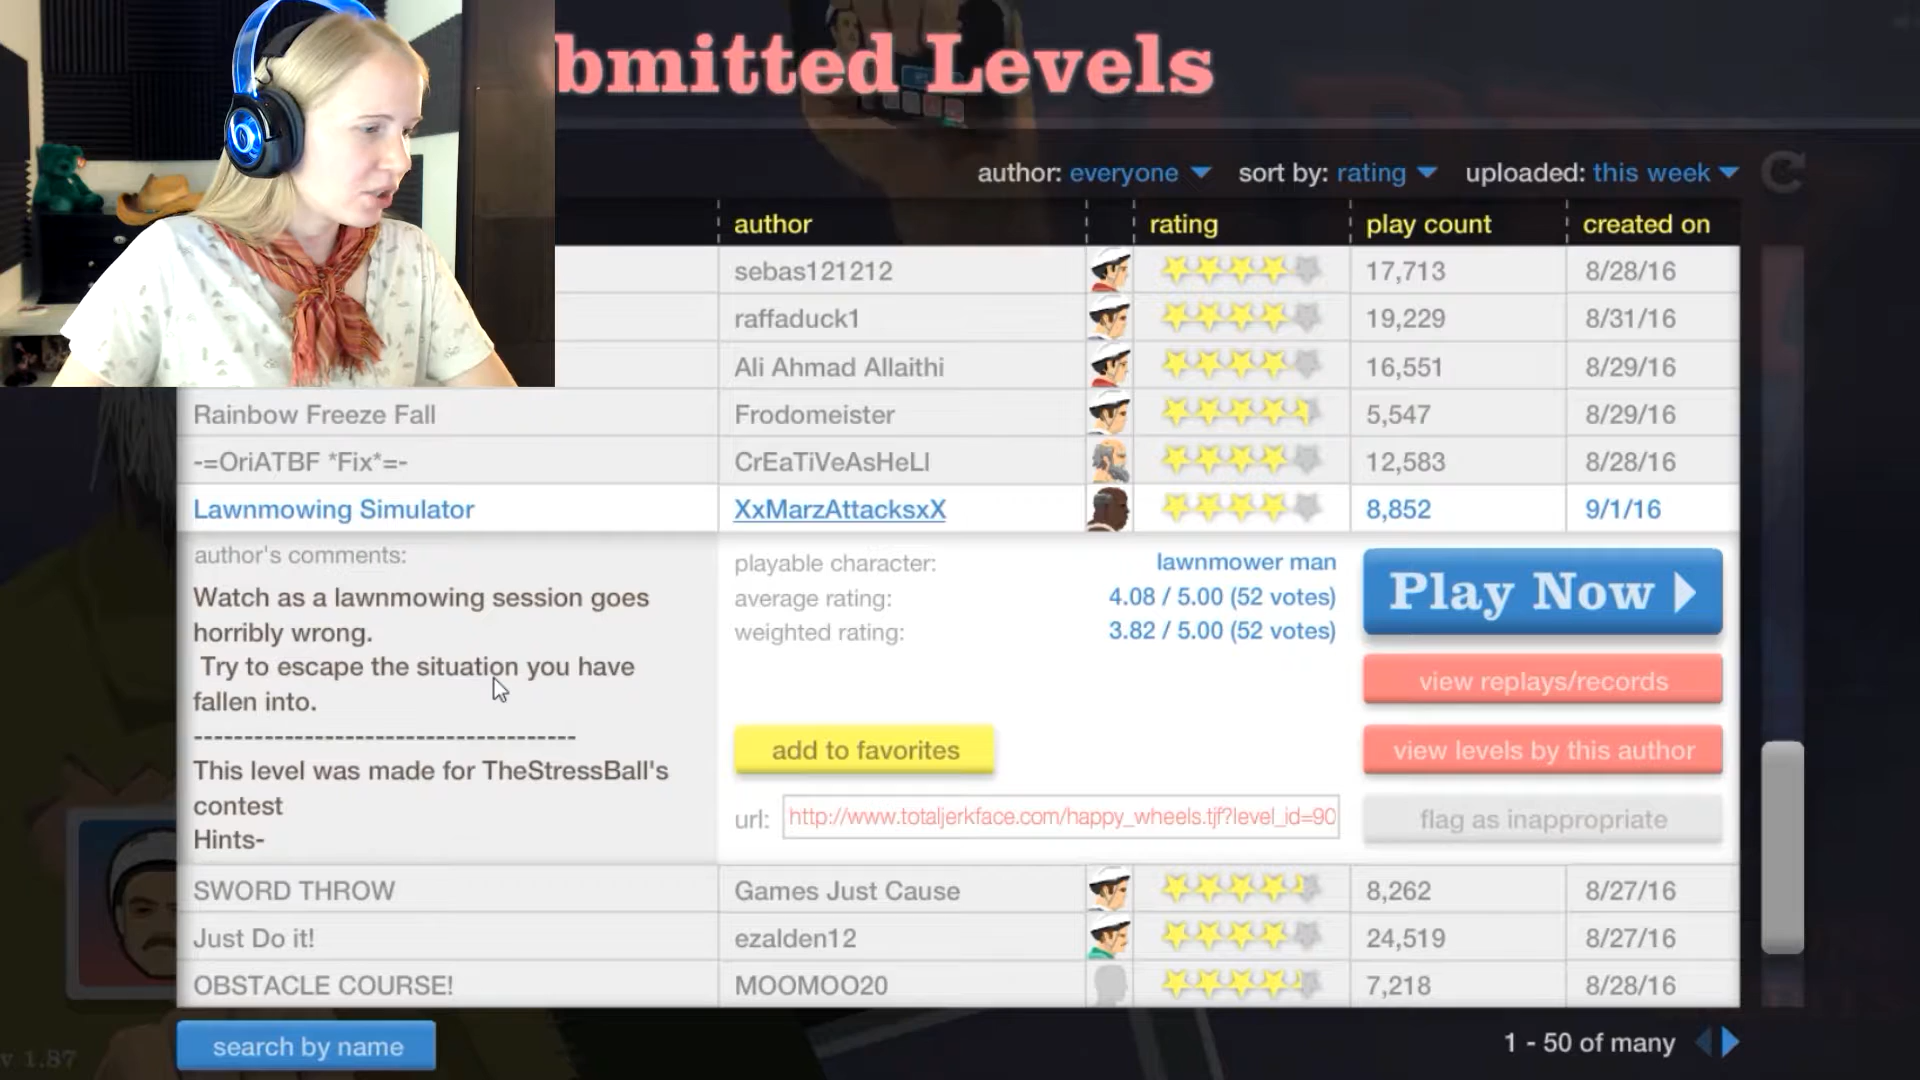 bmitted Levels
author: everyone sort by: rating uploaded: this week
author rating play count created on
sebas121212 17,713 8/28/16
raffaduck1 19,229 8/31/16
Ali Ahmad Allaithi 16,551 8/29/16
Rainbow Freeze Fall Frodomeister 5,547 8/29/16
-=OriATBF *Fix*=- CrEaTiVeAsHeLl 12,583 8/28/16
Lawnmowing Simulator XxMarzAttacksxX 8,852 9/1/16
author's comments:
Watch as a lawnmowing session goes
horribly wrong.
Try to escape the situation you have
fallen into.
--------------------------------------
This level was made for TheStressBall's
contest
Hints-
playable character: lawnmower man
average rating: 4.08 / 5.00 (52 votes)
weighted rating: 3.82 / 5.00 (52 votes)
add to favorites
url: http://www.totaljerkface.com/happy_wheels.tjf?level_id=90
Play Now
view replays/records
view levels by this author
flag as inappropriate
SWORD THROW Games Just Cause 8,262 8/27/16
Just Do it! ezalden12 24,519 8/27/16
OBSTACLE COURSE! MOOMOO20 7,218 8/28/16
search by name 1 - 50 of many
v 1.87